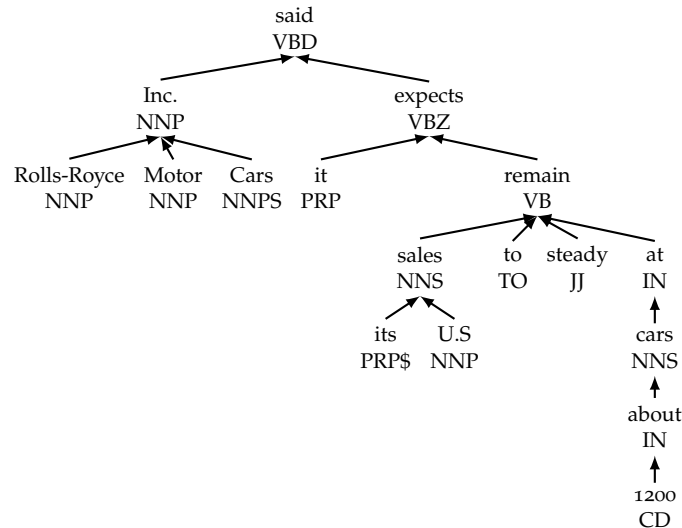 said
VBD
Inc. expects
NNP VBZ
Rolls-Royce Motor Cars it remain
NNP NNP NNPS PRP VB
sales to steady at
NNS TO JJ IN
its U.S cars
PRP$ NNP NNS
about
IN
1200
CD